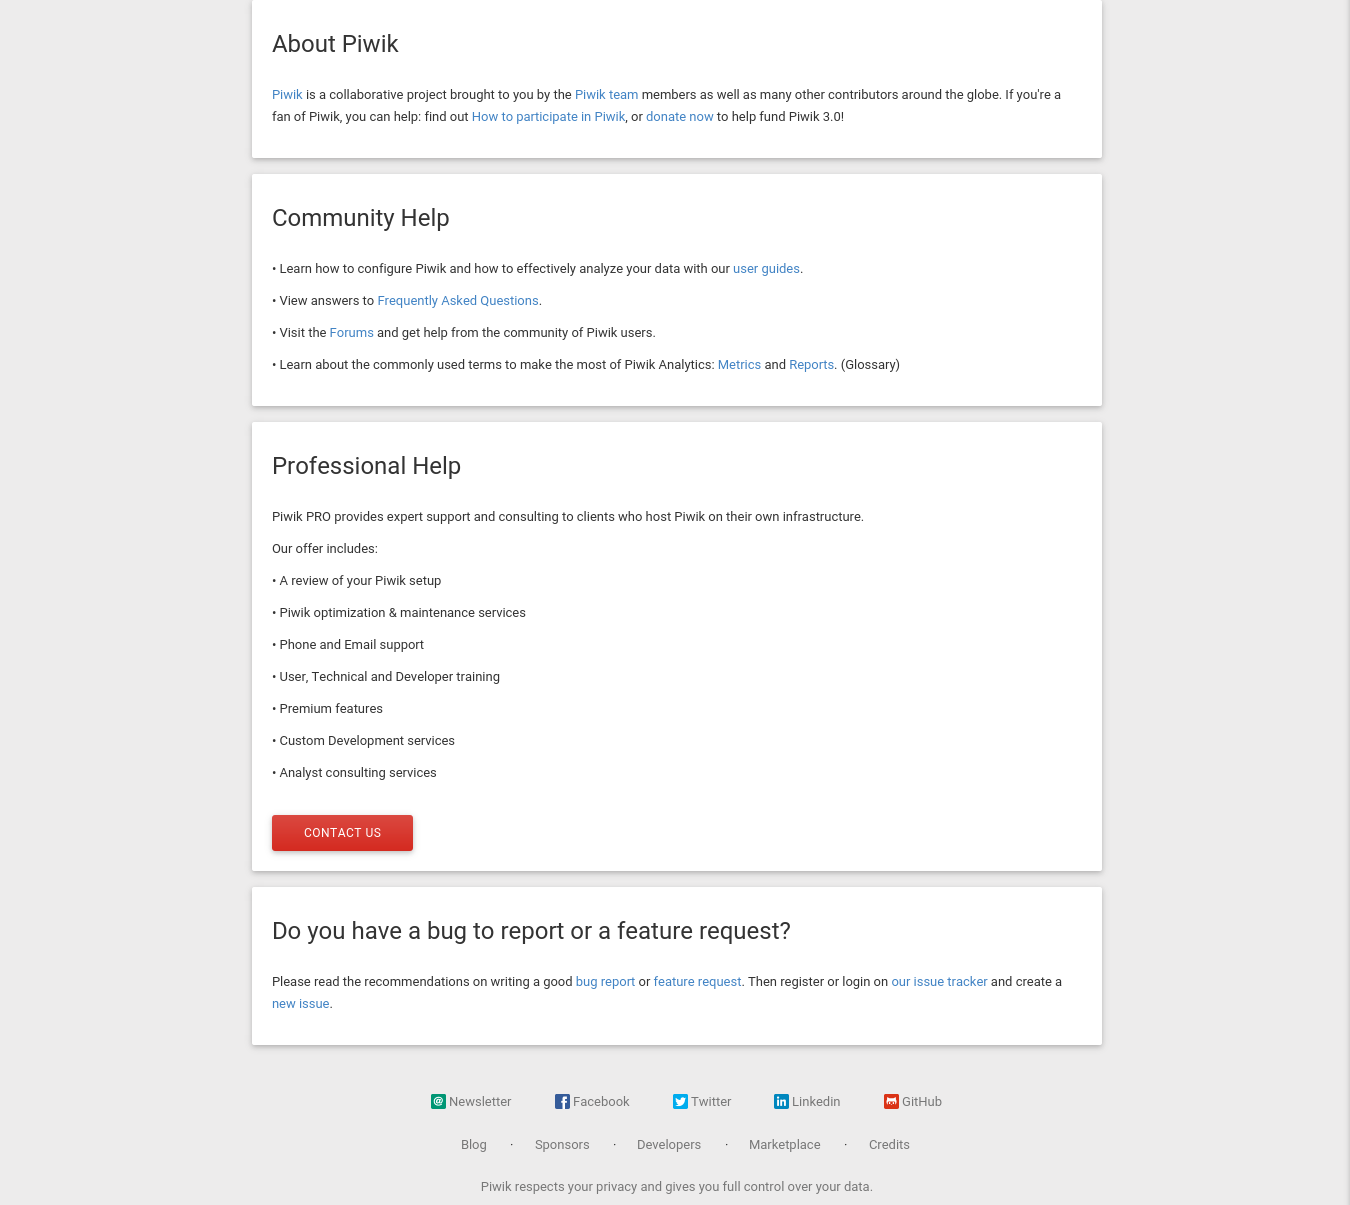 About Piwik
Piwik is a collaborative project brought to you by the Piwik team members as well as many other contributors around the globe. If you're a
fan of Piwik, you can help: find out How to participate in Piwik, or donate now to help fund Piwik 3.0!
Community Help
• Learn how to configure Piwik and how to effectively analyze your data with our user guides.
• View answers to Frequently Asked Questions.
• Visit the Forums and get help from the community of Piwik users.
• Learn about the commonly used terms to make the most of Piwik Analytics: Metrics and Reports. (Glossary)
Professional Help
Piwik PRO provides expert support and consulting to clients who host Piwik on their own infrastructure.
Our offer includes:
• A review of your Piwik setup
• Piwik optimization & maintenance services
• Phone and Email support
• User, Technical and Developer training
• Premium features
• Custom Development services
• Analyst consulting services
CONTACT US
Do you have a bug to report or a feature request?
Please read the recommendations on writing a good bug report or feature request. Then register or login on our issue tracker and create a
new issue.
Newsletter Facebook Twitter Linkedin GitHub
Blog · Sponsors · Developers · Marketplace · Credits
Piwik respects your privacy and gives you full control over your data.